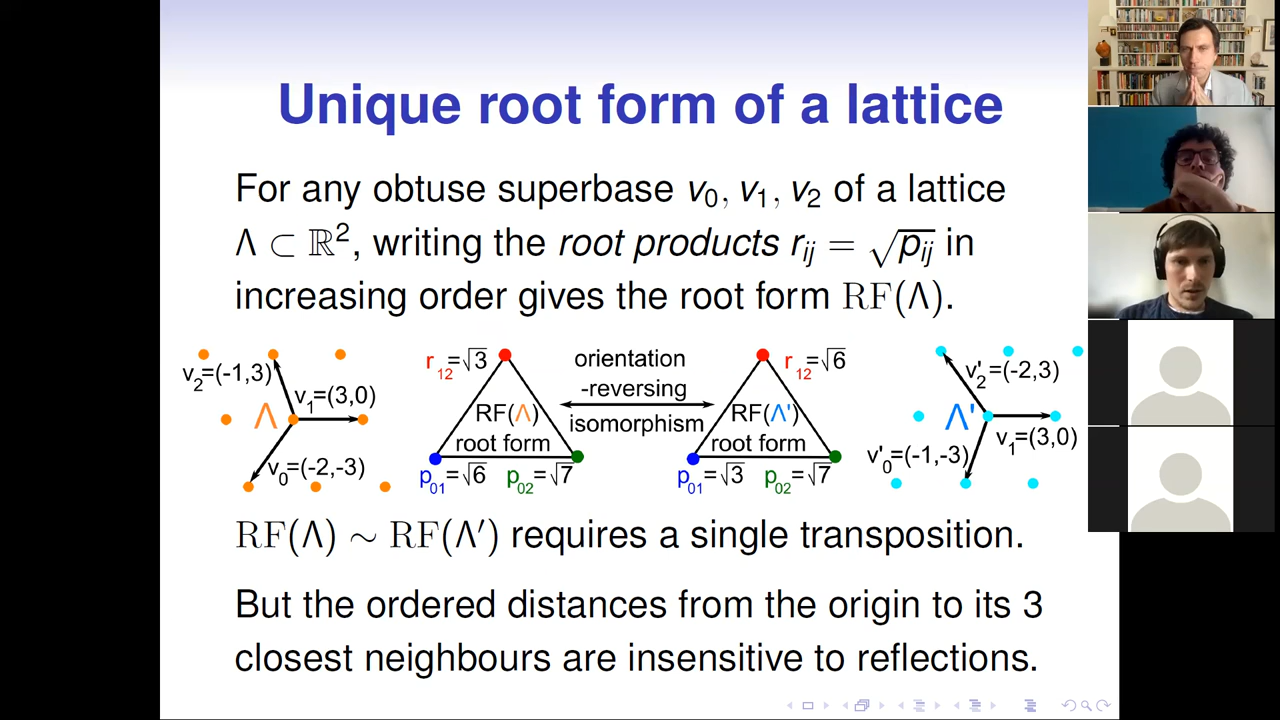 Unique root form of a lattice
For any obtuse superbase v₀, v₁, v₂ of a lattice
Λ ⊂ ℝ², writing the root products rᵢⱼ = √pᵢⱼ in
increasing order gives the root form RF(Λ).
v₂=(-1,3)
v₁=(3,0)
Λ
v₀=(-2,-3)
r₁₂=√3
RF(Λ)
root form
p₀₁=√6 p₀₂=√7
orientation
-reversing
isomorphism
r₁₂=√6
RF(Λ')
root form
p₀₁=√3 p₀₂=√7
v'₂=(-2,3)
Λ'
v₁=(3,0)
v'₀=(-1,-3)
RF(Λ) ∼ RF(Λ′) requires a single transposition.
But the ordered distances from the origin to its 3
closest neighbours are insensitive to reflections.